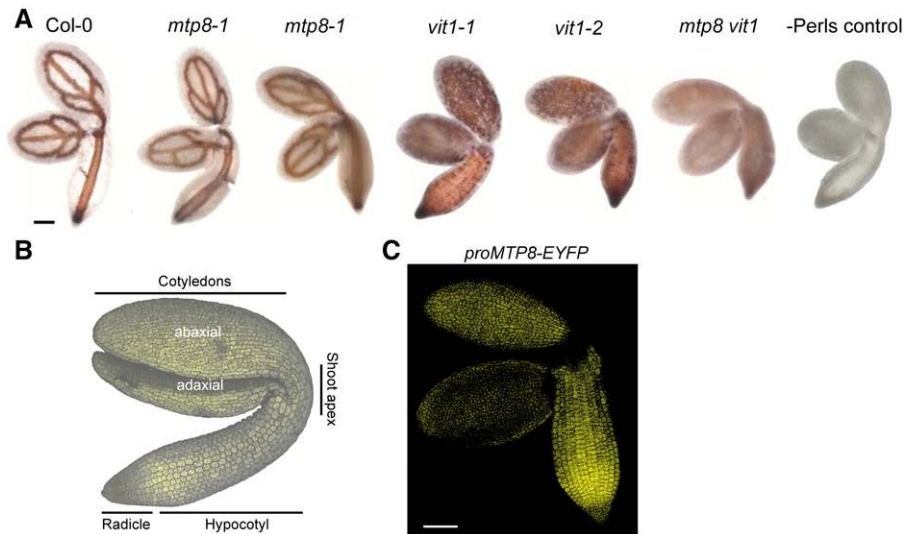 A
Col-0 mtp8-1 mtp8-1 vit1-1 vit1-2 mtp8 vit1 -Perls control
B
Cotyledons
abaxial
adaxial
Shoot apex
Radicle Hypocotyl
C
proMTP8-EYFP